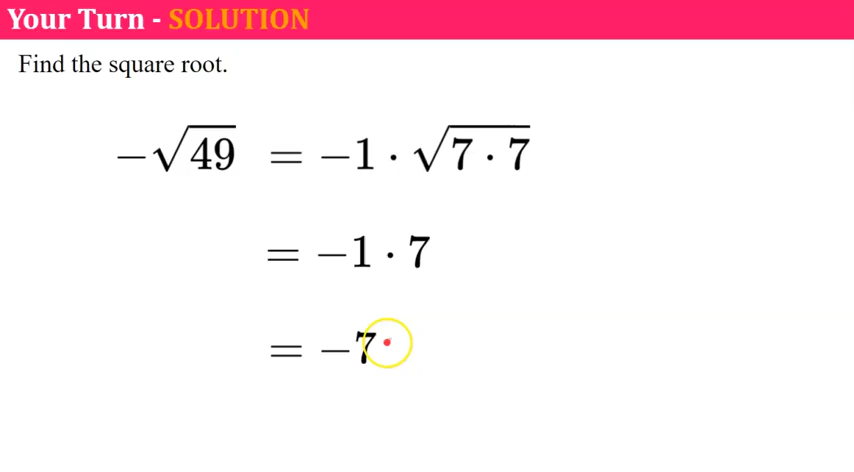 Your Turn - SOLUTION
Find the square root.
-√49 = -1 · √7 · 7
= -1 · 7
= -7